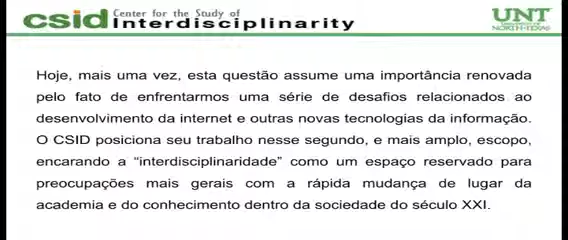 csid Center for the Study of
Interdisciplinarity
UNT
UNIVERSITY OF
NORTH TEXAS
Hoje, mais uma vez, esta questão assume uma importância renovada
pelo fato de enfrentarmos uma série de desafios relacionados ao
desenvolvimento da internet e outras novas tecnologias da informação.
O CSID posiciona seu trabalho nesse segundo, e mais amplo, escopo,
encarando a “interdisciplinaridade” como um espaço reservado para
preocupações mais gerais com a rápida mudança de lugar da
academia e do conhecimento dentro da sociedade do século XXI.